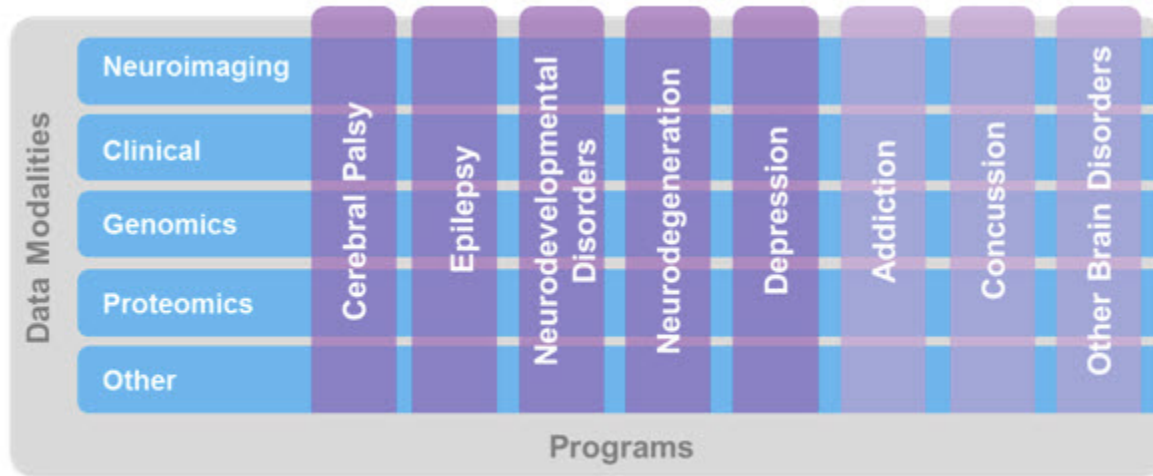 Data Modalities
Neuroimaging
Clinical
Genomics
Proteomics
Other
Cerebral Palsy
Epilepsy
Neurodevelopmental
Disorders
Neurodegeneration
Depression
Addiction
Concussion
Other Brain Disorders
Programs